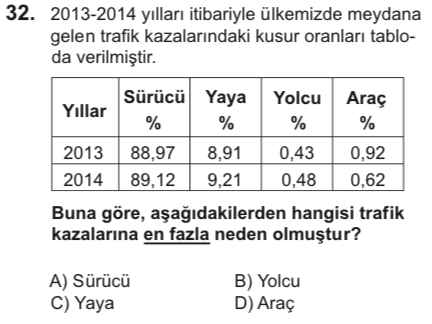 32. 2013-2014 yılları itibariyle ülkemizde meydana
gelen trafik kazalarındaki kusur oranları tablo-
da verilmiştir.
Yıllar Sürücü % Yaya % Yolcu % Araç %
2013 88,97 8,91 0,43 0,92
2014 89,12 9,21 0,48 0,62
Buna göre, aşağıdakilerden hangisi trafik
kazalarına en fazla neden olmuştur?
A) Sürücü B) Yolcu
C) Yaya D) Araç